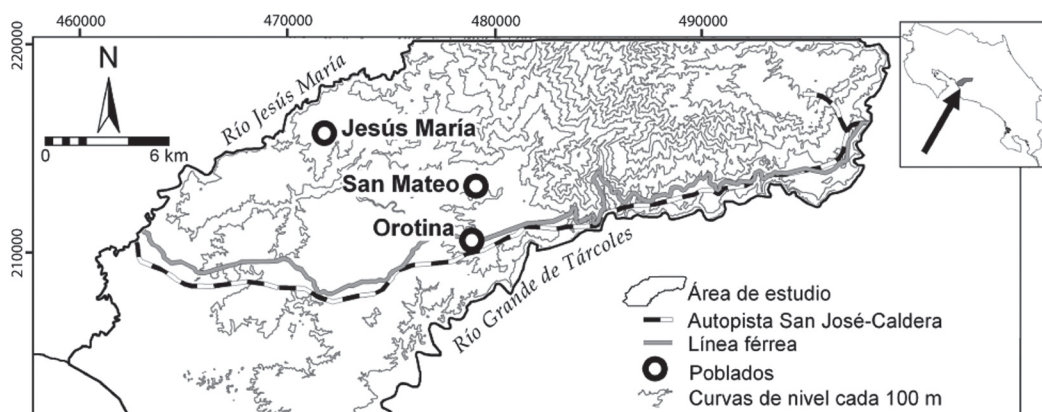 460000 470000 480000 490000
220000
N
0 6 km
Río Jesús María
Jesús María
San Mateo
Orotina
210000
Río Grande de Tárcoles
Área de estudio
Autopista San José-Caldera
Línea férrea
Poblados
Curvas de nivel cada 100 m